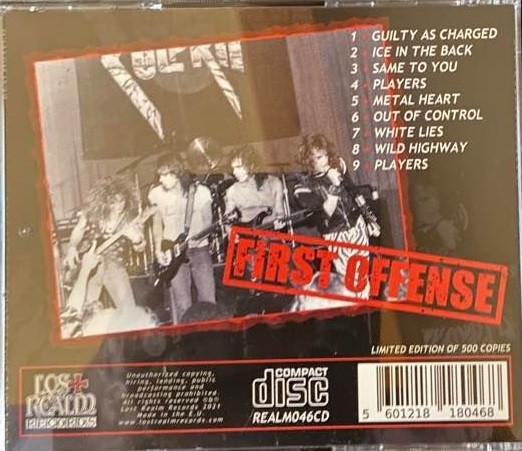 1 GUILTY AS CHARGED
2 ICE IN THE BACK
3 SAME TO YOU
4 PLAYERS
5 METAL HEART
6 OUT OF CONTROL
7 WHITE LIES
8 WILD HIGHWAY
9 PLAYERS
FIRST OFFENSE
LIMITED EDITION OF 500 COPIES
LOST REALM
RECORDS
Unauthorized copying,
hiring, lending, public
performance and
broadcasting prohibited.
All rights reserved ©℗
Lost Realm Records 2021
Made in the E.U.
www.lostrealmrecords.com
COMPACT
disc
REALM046CD
5 601218 180468